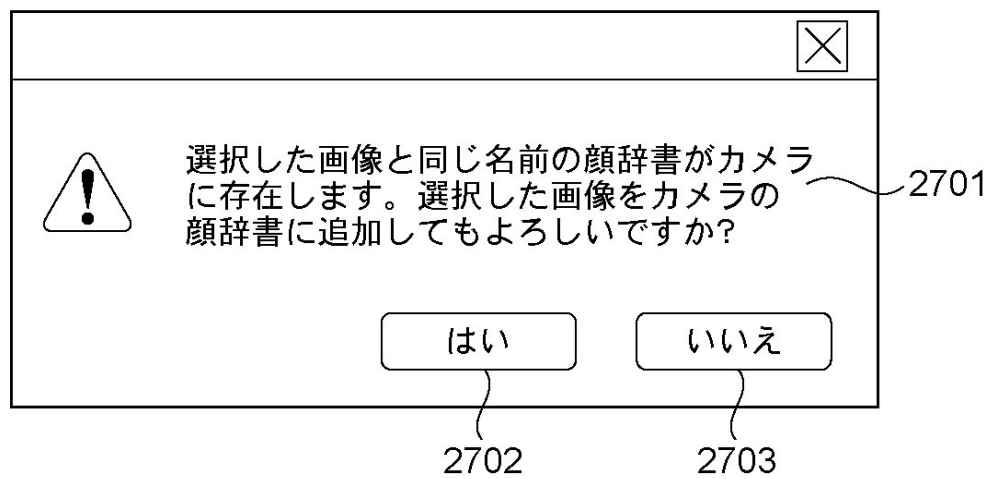 選択した画像と同じ名前の顔辞書がカメラ
に存在します。選択した画像をカメラの
顔辞書に追加してもよろしいですか?
2701
はい
いいえ
2702
2703